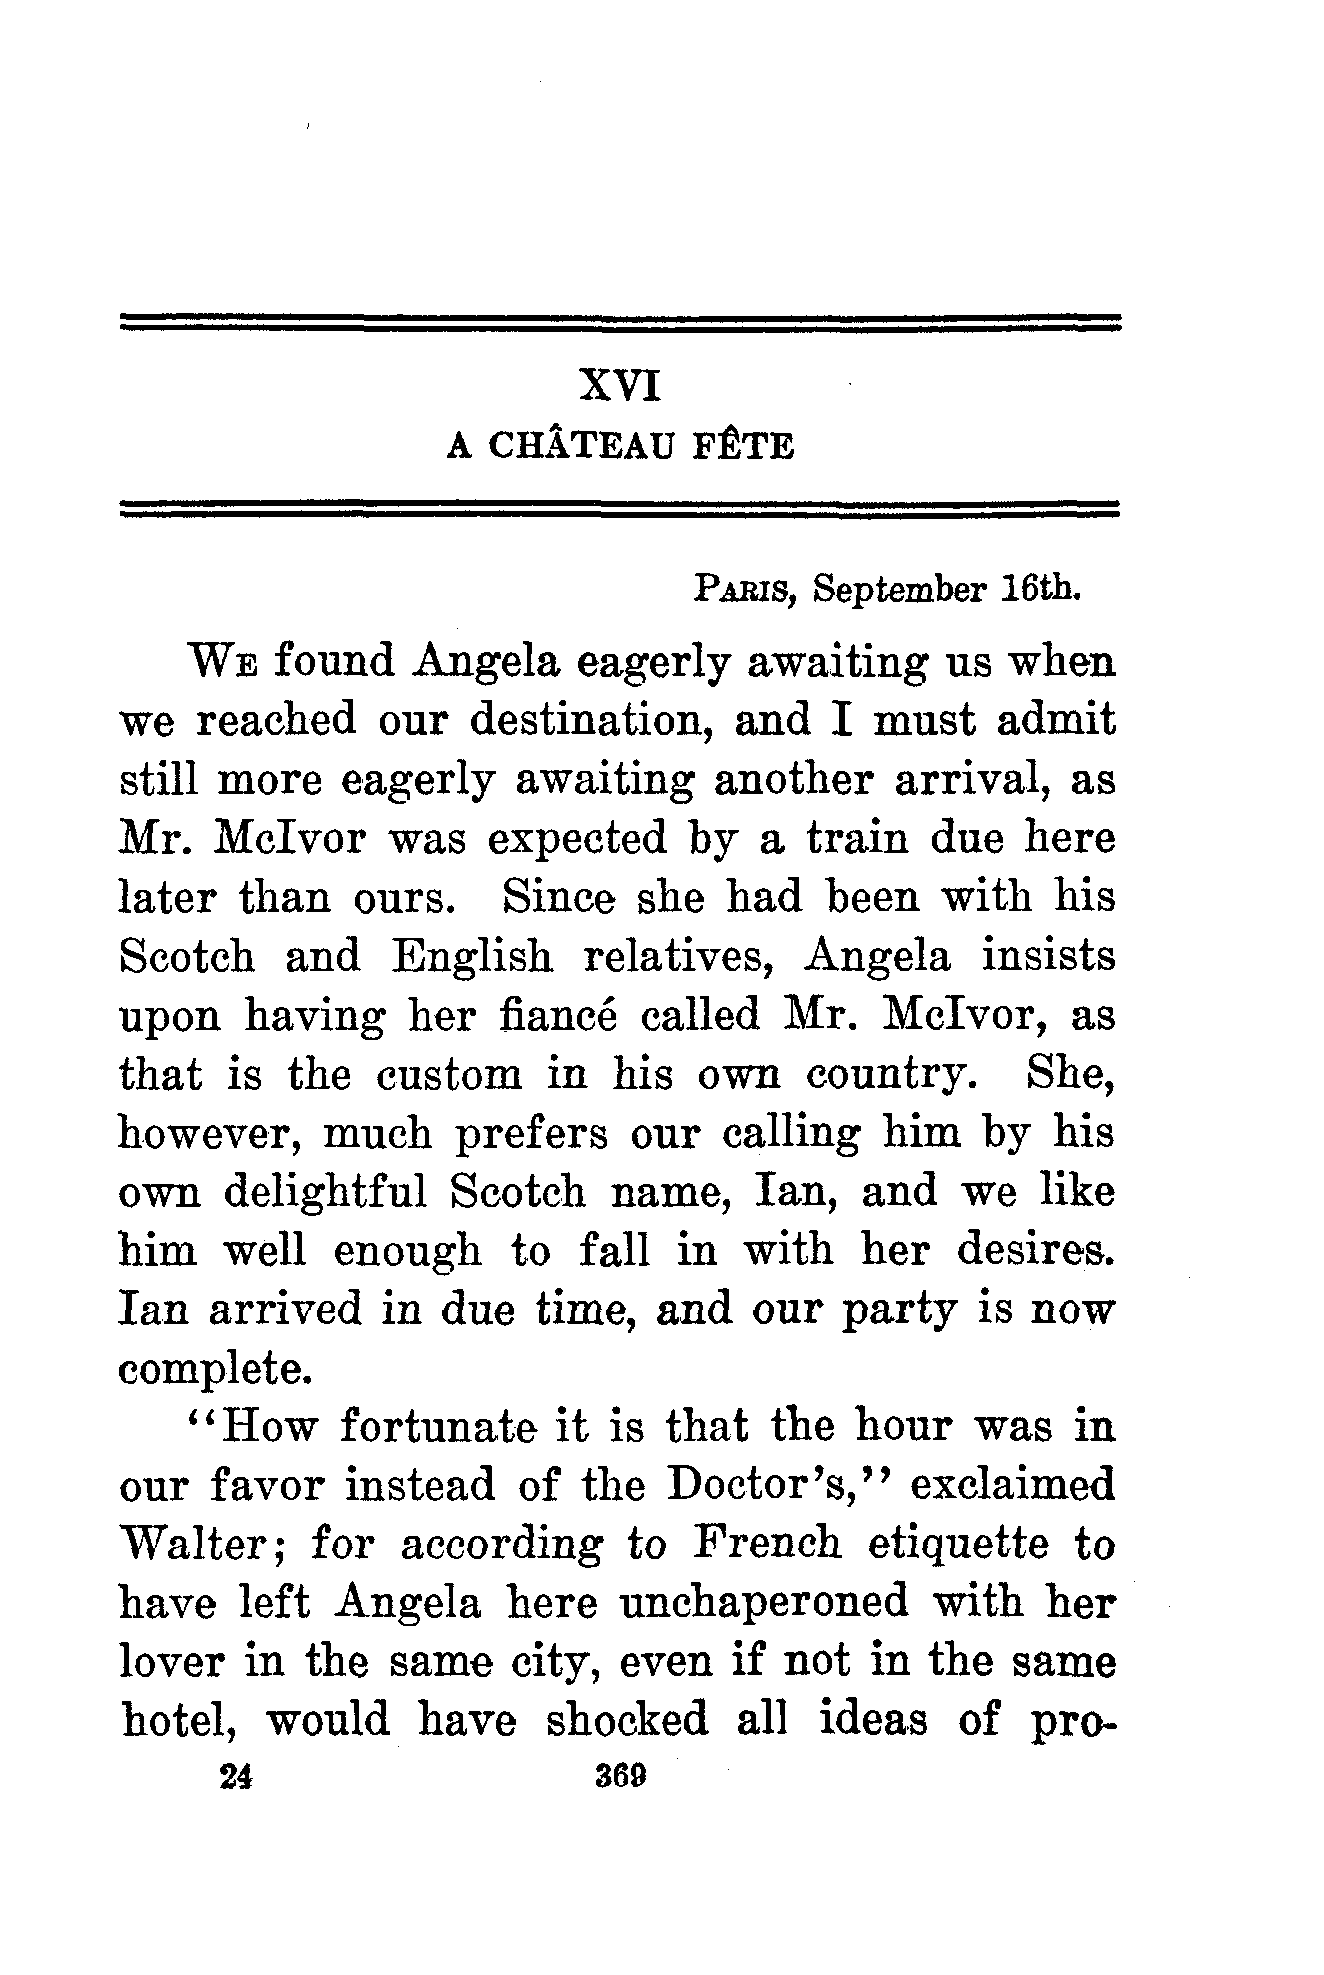 XVI
A CHÂTEAU FÊTE
PARIS, September 16th.
WE found Angela eagerly awaiting us when
we reached our destination, and I must admit
still more eagerly awaiting another arrival, as
Mr. McIvor was expected by a train due here
later than ours. Since she had been with his
Scotch and English relatives, Angela insists
upon having her fiancé called Mr. McIvor, as
that is the custom in his own country. She,
however, much prefers our calling him by his
own delightful Scotch name, Ian, and we like
him well enough to fall in with her desires.
Ian arrived in due time, and our party is now
complete.
"How fortunate it is that the hour was in
our favor instead of the Doctor's," exclaimed
Walter; for according to French etiquette to
have left Angela here unchaperoned with her
lover in the same city, even if not in the same
hotel, would have shocked all ideas of pro-
24 369